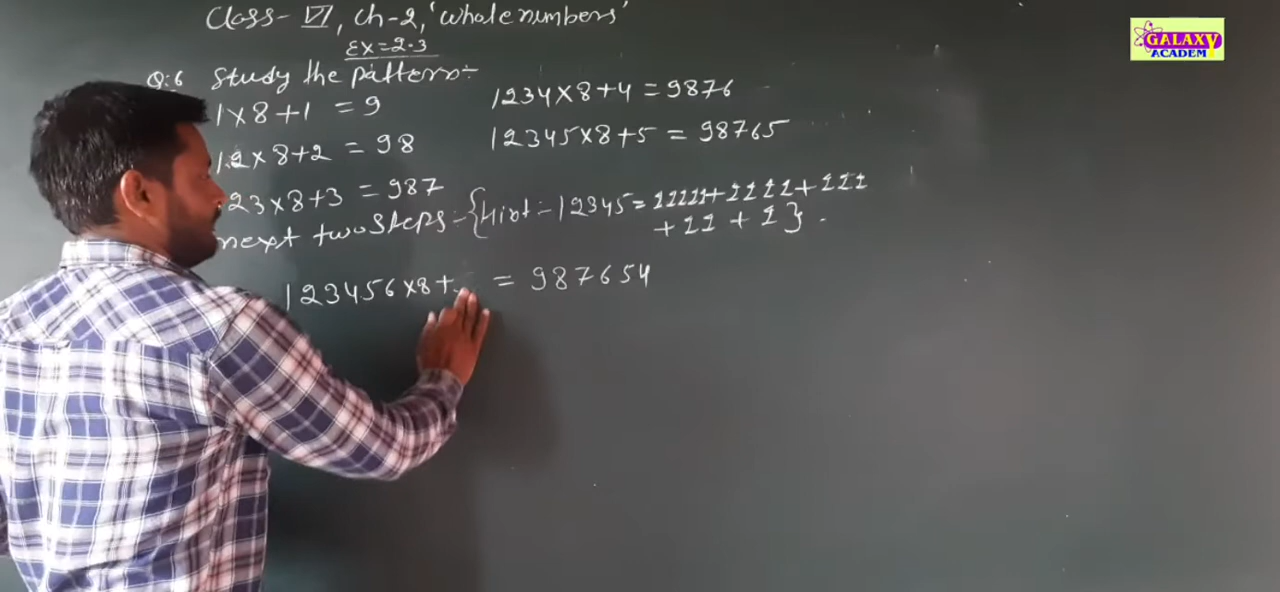 Class- VI, Ch-2, 'whole numbers'
Ex=2.3
Q:6 Study the pattern:-
1×8+1 = 9
12×8+2 = 98
23×8+3 = 987
1234×8+4 = 9876
12345×8+5 = 98765
next two steps - {Hint - 12345 = 11111+1111+111
+11 + 1}
123456×8+ = 987654
GALAXY
ACADEM